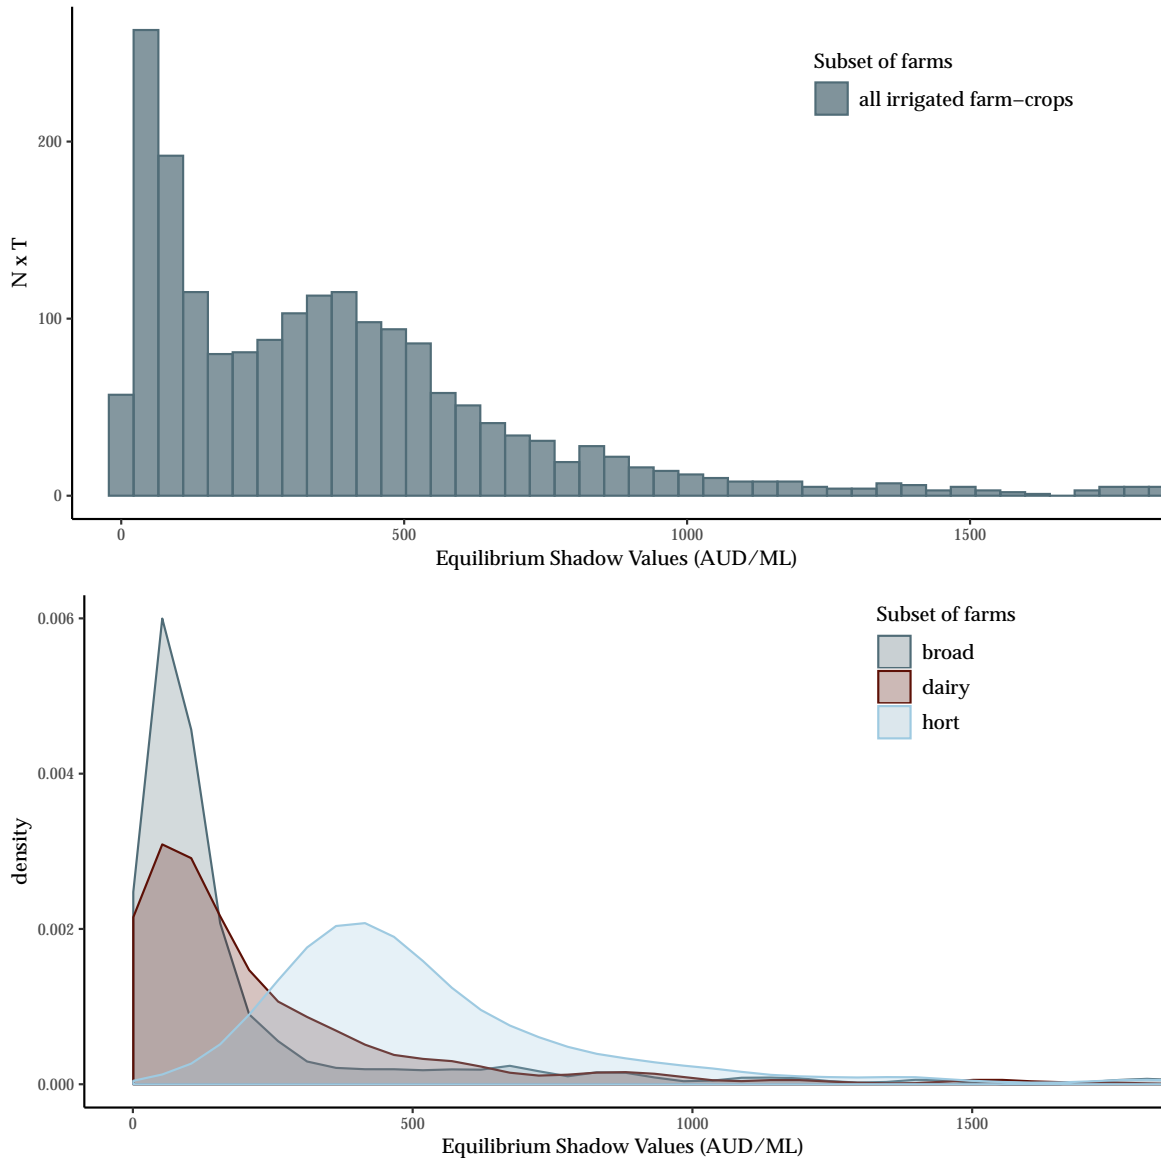 Subset of farms
all irrigated farm−crops
N x T
200
100
0
0
500
1000
1500
Equilibrium Shadow Values (AUD/ML)
Subset of farms
broad
dairy
hort
density
0.006
0.004
0.002
0.000
0
500
1000
1500
Equilibrium Shadow Values (AUD/ML)